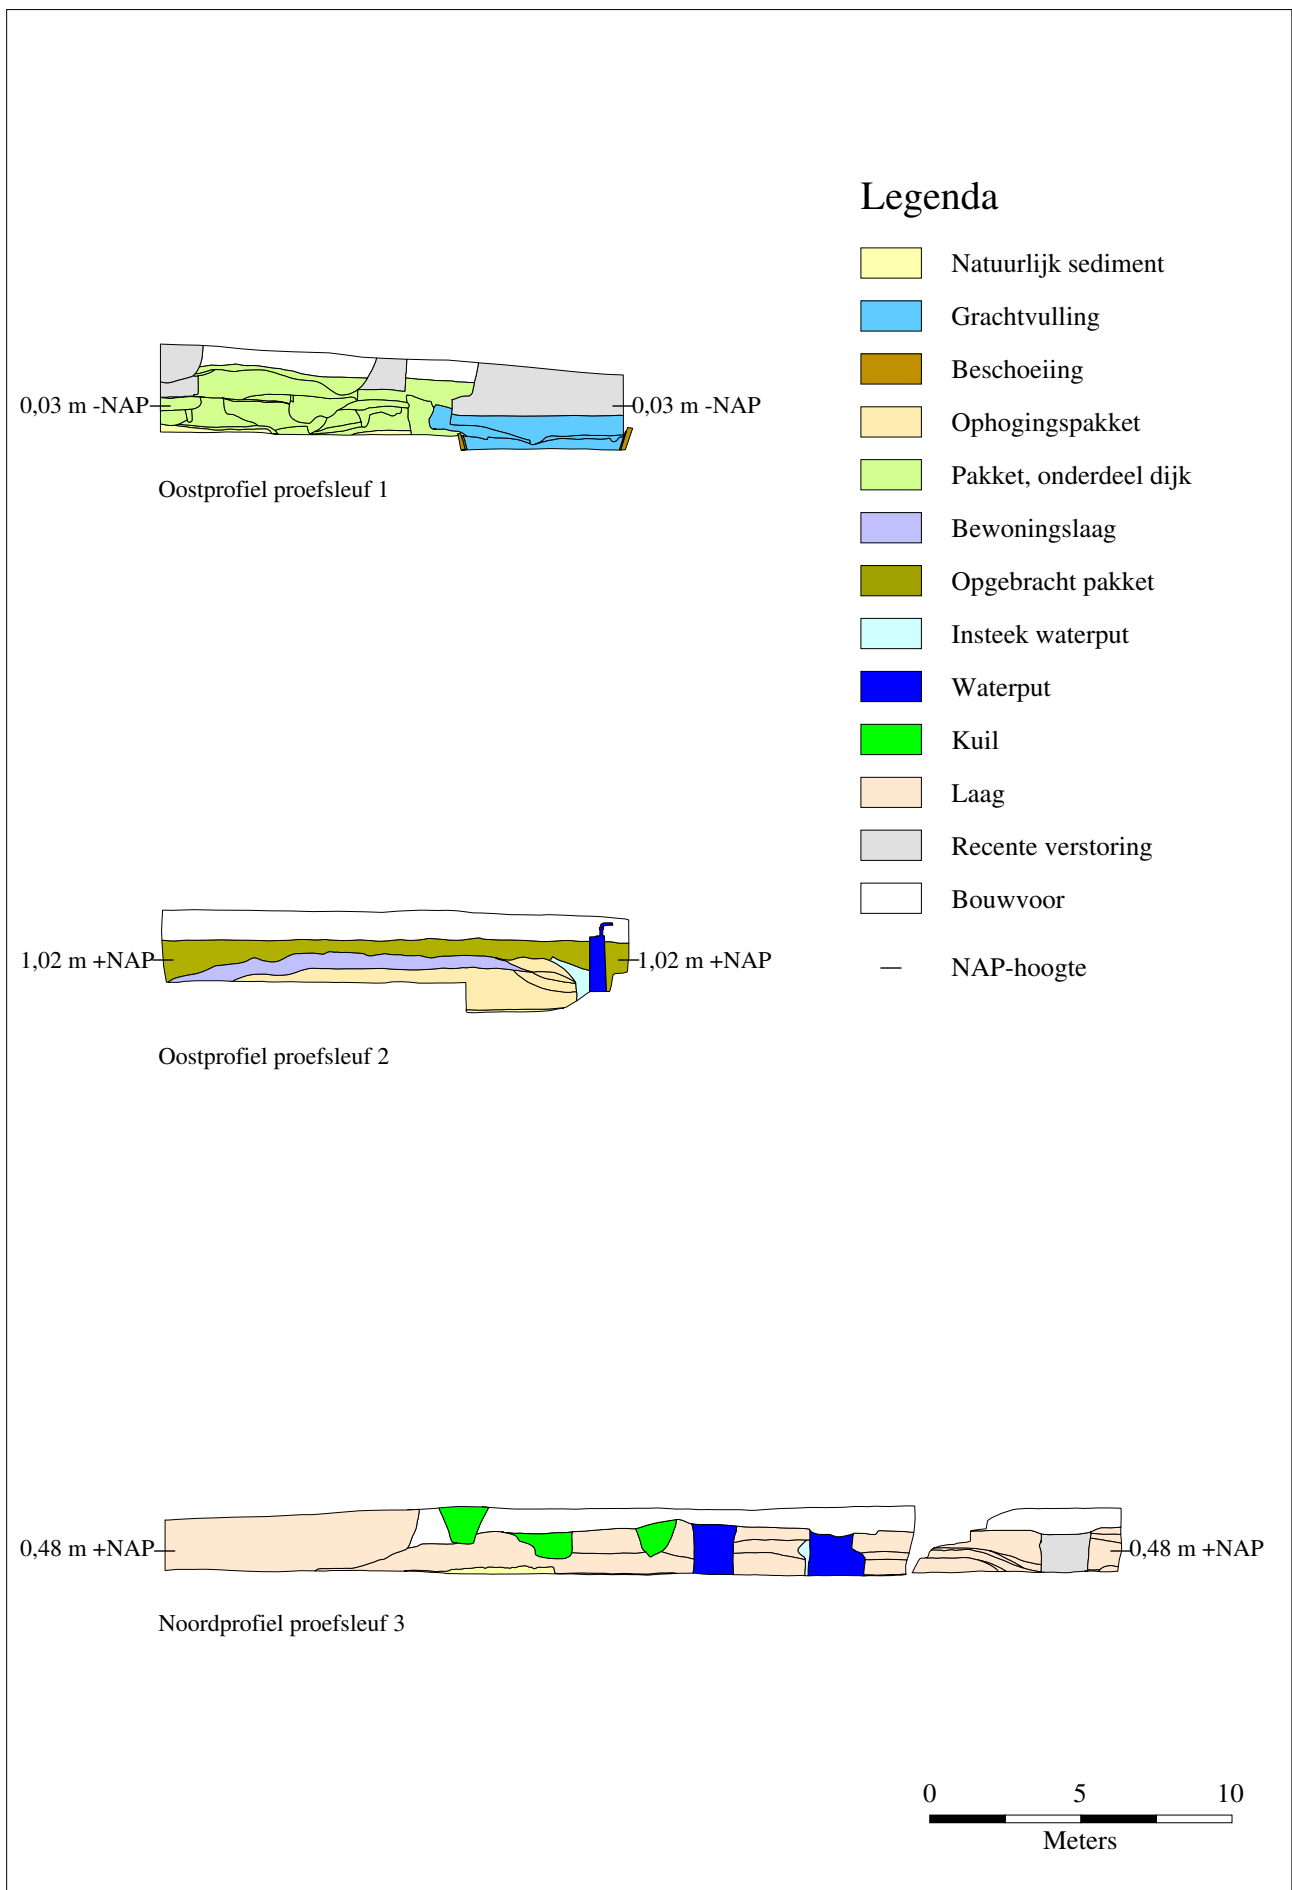 Legenda
Natuurlijk sediment
Grachtvulling
Beschoeiing
Ophogingspakket
Pakket, onderdeel dijk
Bewoningslaag
Opgebracht pakket
Insteek waterput
Waterput
Kuil
Laag
Recente verstoring
Bouwvoor
NAP-hoogte
0,03 m -NAP
0,03 m -NAP
Oostprofiel proefsleuf 1
1,02 m +NAP
1,02 m +NAP
Oostprofiel proefsleuf 2
0,48 m +NAP
0,48 m +NAP
Noordprofiel proefsleuf 3
0 5 10
Meters